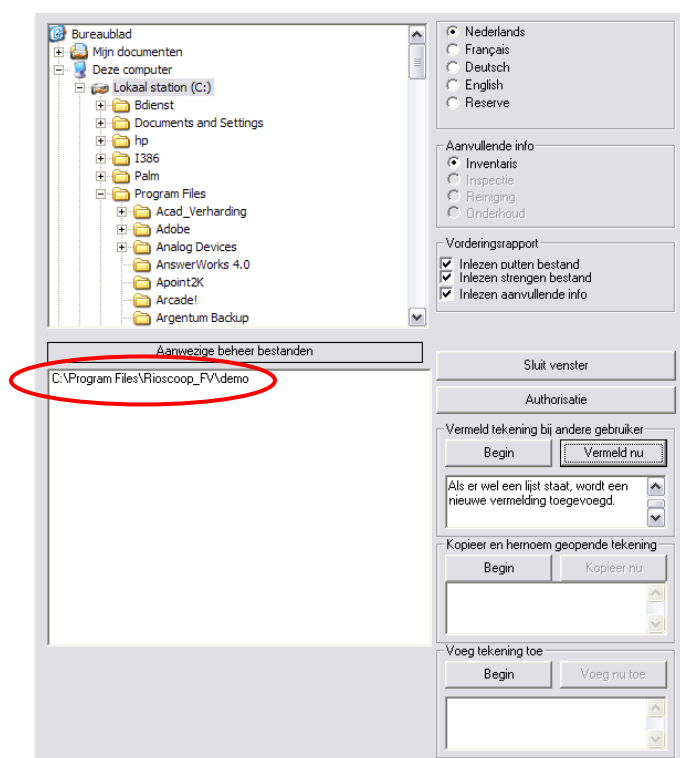 Bureaublad
Mijn documenten
Deze computer
Lokaal station (C:)
Bdienst
Documents and Settings
hp
I386
Palm
Program Files
Acad_Verharding
Adobe
Analog Devices
AnswerWorks 4.0
Apoint2K
Arcade!
Argentum Backup
Aanwezige beheer bestanden
C:\Program Files\Rioscoop_FV\demo
Nederlands
Français
Deutsch
English
Reserve
Aanvullende info
Inventaris
Inspectie
Reiniging
Onderhoud
Vorderingsrapport
Inlezen putten bestand
Inlezen strengen bestand
Inlezen aanvullende info
Sluit venster
Authorisatie
Vermeld tekening bij andere gebruiker
Begin
Vermeld nu
Als er wel een lijst staat, wordt een
nieuwe vermelding toegevoegd.
Kopieer en hernoem geopende tekening
Begin
Kopieer nu
Voeg tekening toe
Begin
Voeg nu toe